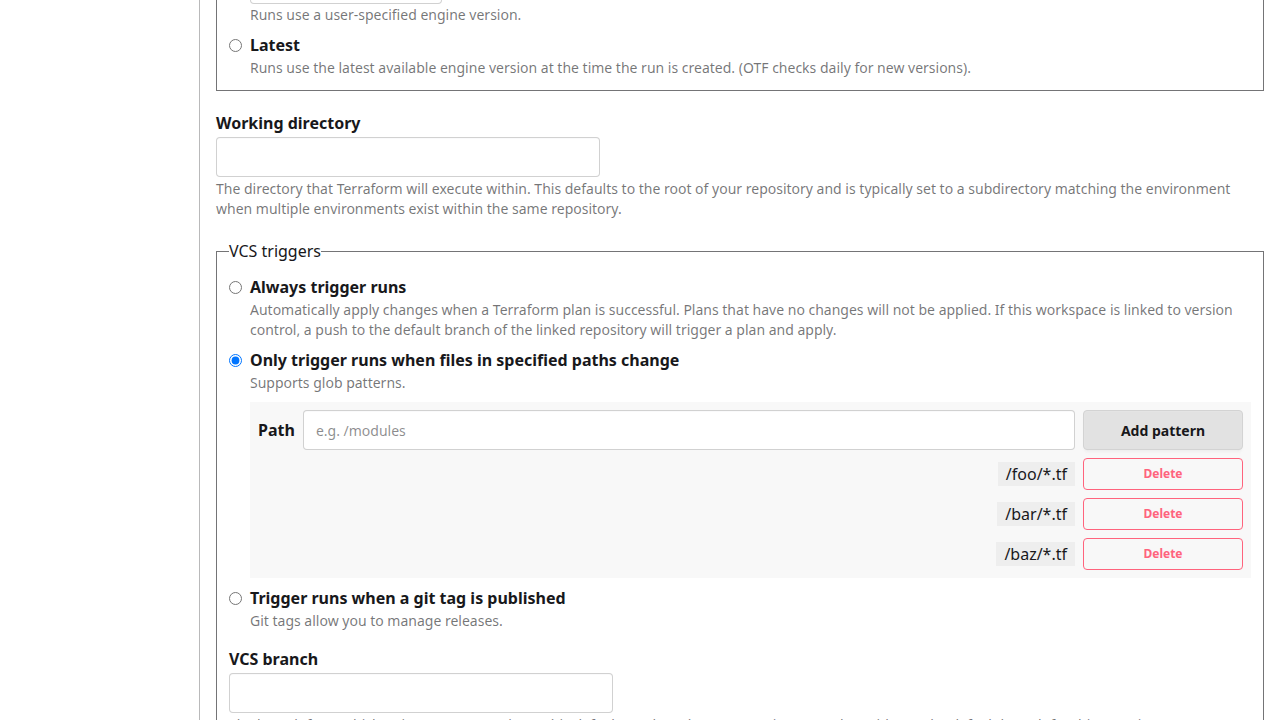 Runs use a user-specified engine version.
Latest
Runs use the latest available engine version at the time the run is created. (OTF checks daily for new versions).
Working directory
The directory that Terraform will execute within. This defaults to the root of your repository and is typically set to a subdirectory matching the environment
when multiple environments exist within the same repository.
VCS triggers
Always trigger runs
Automatically apply changes when a Terraform plan is successful. Plans that have no changes will not be applied. If this workspace is linked to version
control, a push to the default branch of the linked repository will trigger a plan and apply.
Only trigger runs when files in specified paths change
Supports glob patterns.
Path e.g. /modules Add pattern
/foo/*.tf Delete
/bar/*.tf Delete
/baz/*.tf Delete
Trigger runs when a git tag is published
Git tags allow you to manage releases.
VCS branch